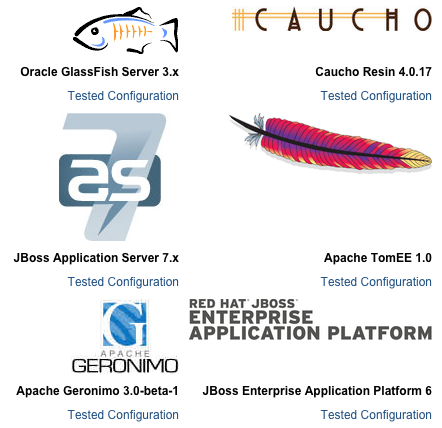 CAUCHO
Oracle GlassFish Server 3.x
Caucho Resin 4.0.17
Tested Configuration
Tested Configuration
as
7
JBoss Application Server 7.x
Apache TomEE 1.0
Tested Configuration
Tested Configuration
G
APACHE
GERONIMO
RED HAT® JBOSS®
ENTERPRISE
APPLICATION PLATFORM
Apache Geronimo 3.0-beta-1
JBoss Enterprise Application Platform 6
Tested Configuration
Tested Configuration